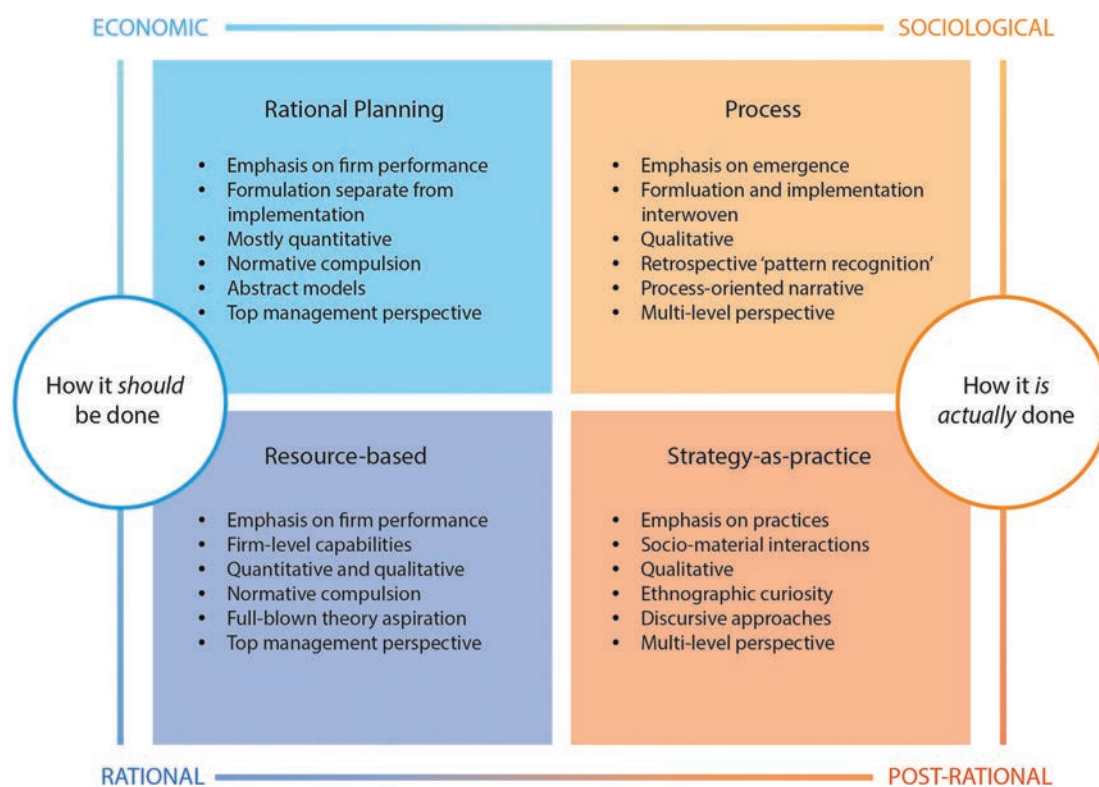 ECONOMIC
SOCIOLOGICAL
Rational Planning
• Emphasis on firm performance
• Formulation separate from
implementation
• Mostly quantitative
• Normative compulsion
• Abstract models
• Top management perspective
Process
• Emphasis on emergence
• Formluation and implementation
interwoven
• Qualitative
• Retrospective ‘pattern recognition’
• Process-oriented narrative
• Multi-level perspective
How it should
be done
How it is
actually done
Resource-based
• Emphasis on firm performance
• Firm-level capabilities
• Quantitative and qualitative
• Normative compulsion
• Full-blown theory aspiration
• Top management perspective
Strategy-as-practice
• Emphasis on practices
• Socio-material interactions
• Qualitative
• Ethnographic curiosity
• Discursive approaches
• Multi-level perspective
RATIONAL
POST-RATIONAL